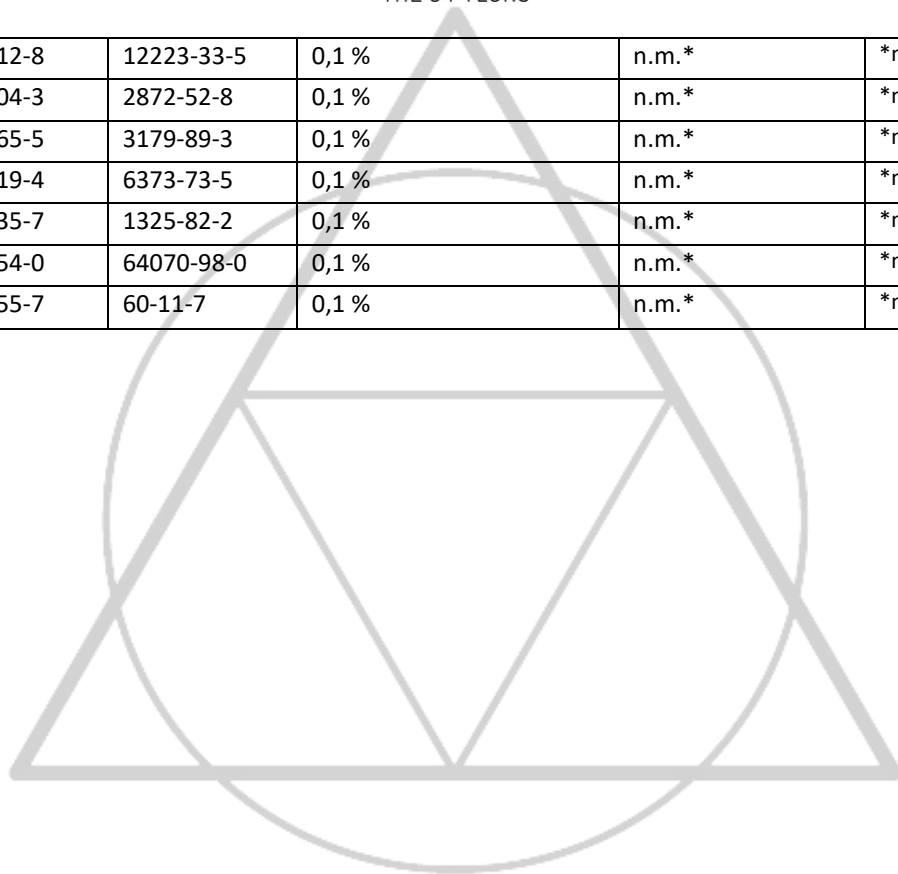 12-8 12223-33-5 0,1 % n.m.*
04-3 2872-52-8 0,1 % n.m.*
65-5 3179-89-3 0,1 % n.m.*
19-4 6373-73-5 0,1 % n.m.*
35-7 1325-82-2 0,1 % n.m.*
54-0 64070-98-0 0,1 % n.m.*
55-7 60-11-7 0,1 % n.m.*